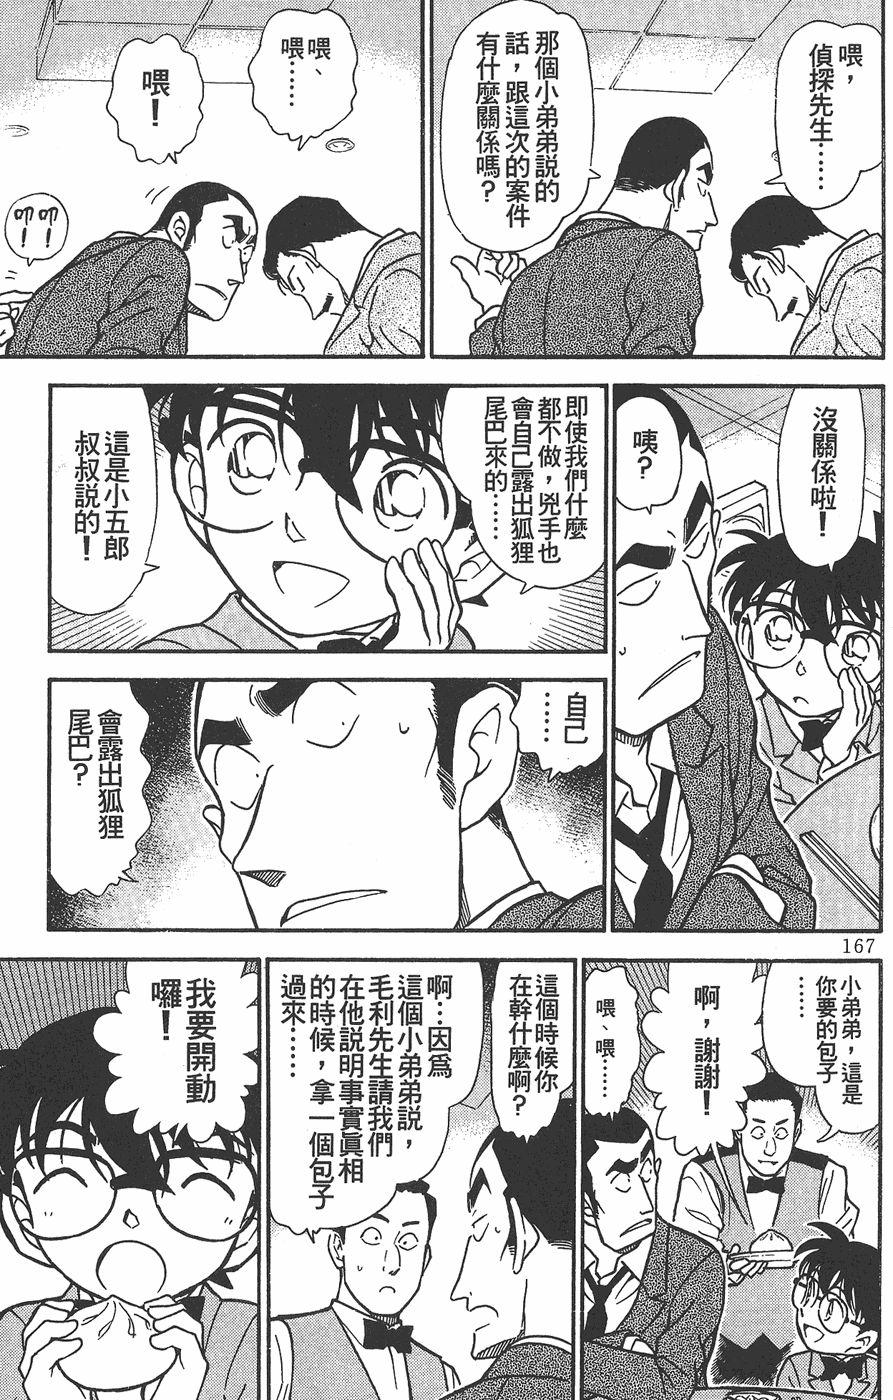 喂，
偵探先生……
那個小弟弟說的
話，跟這次的案件
有什麼關係嗎？
喂、
喂……
喂！
叩！
叩！
沒關係啦！
咦？
即使我們什麼
都不做，兇手也
會自己露出狐狸
尾巴來的……
這是小五郎
叔叔說的！
自己
……
會露出狐狸
尾巴？
167
小弟弟，這是
你要的包子
啊，謝謝！
喂、喂……
這個時候你
在幹什麼啊？
啊…因為
這個小弟弟說，
毛利先生請我們
在他說明事實眞相
的時候，拿一個包子
過來……
我要開動
囉！